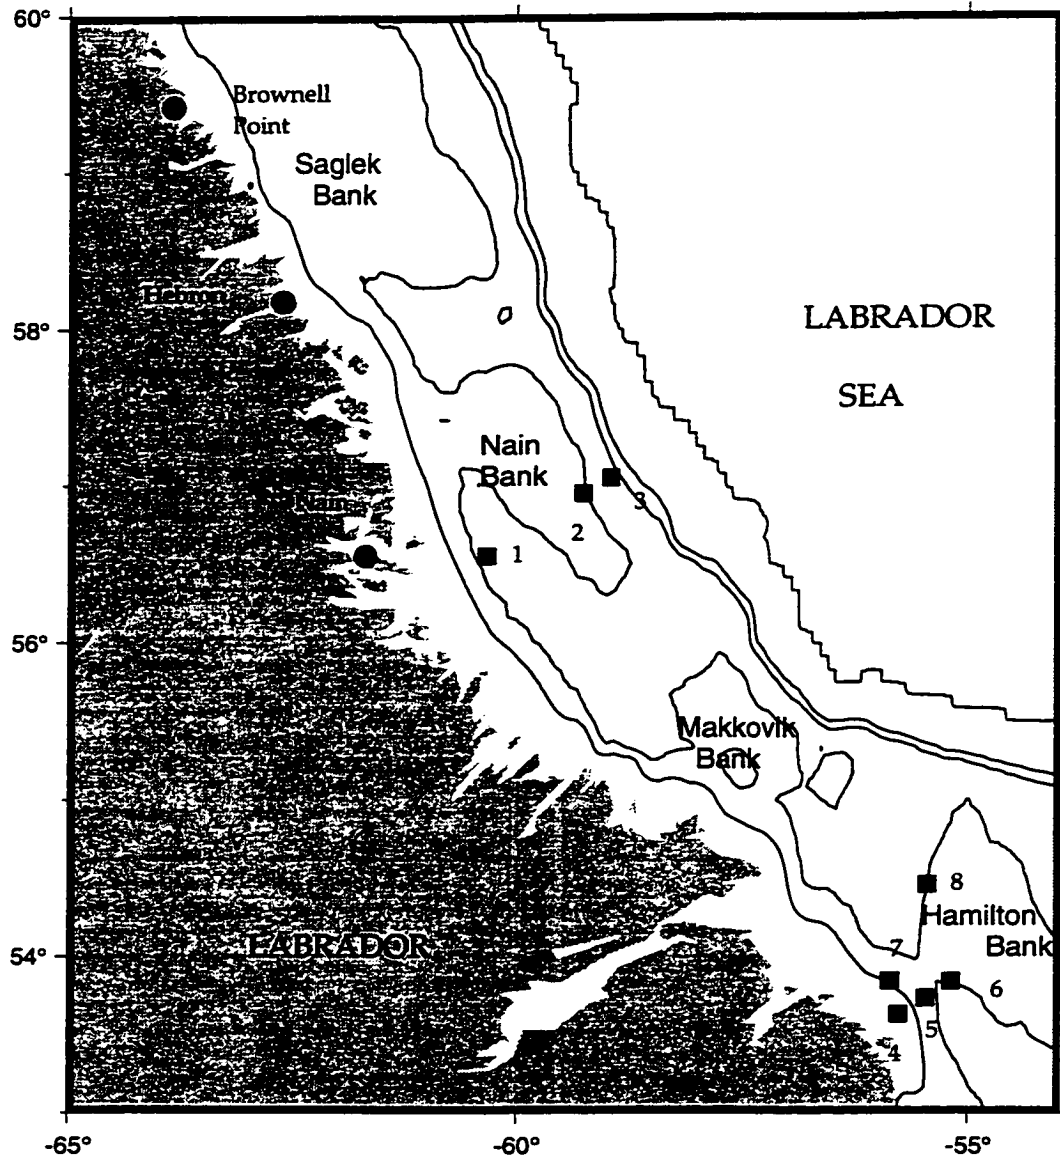 60°
Brownell
Point
Saglek
Bank
Hebron
LABRADOR
58°
SEA
Nain
Bank
Nain
3
2
1
56°
Makkovik
Bank
8
Hamilton
Bank
LABRADOR
54°
7
6
5
4
-65°
-60°
-55°